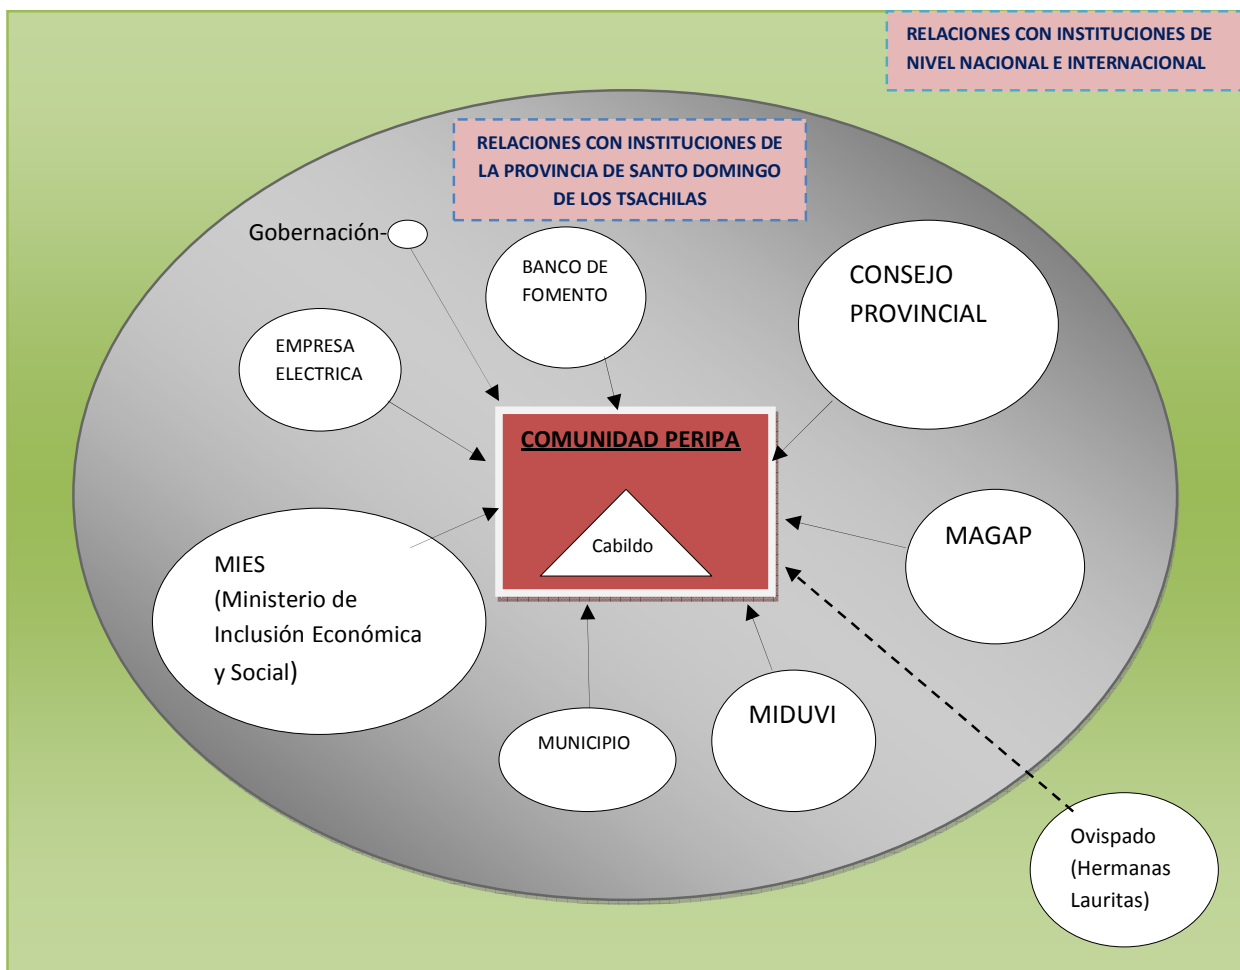 RELACIONES CON INSTITUCIONES DE
NIVEL NACIONAL E INTERNACIONAL
RELACIONES CON INSTITUCIONES DE
LA PROVINCIA DE SANTO DOMINGO
DE LOS TSACHILAS
Gobernación-
BANCO DE
FOMENTO
CONSEJO
PROVINCIAL
EMPRESA
ELECTRICA
COMUNIDAD PERIPA
Cabildo
MAGAP
MIES
(Ministerio de
Inclusión Económica
y Social)
MIDUVI
MUNICIPIO
Ovispado
(Hermanas
Lauritas)